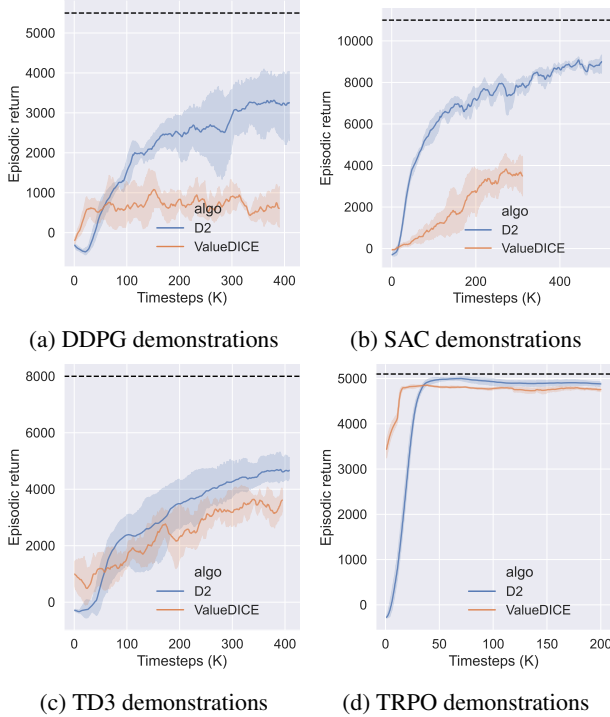 5000
4000
3000
2000
1000
0
Episodic return
algo
D2
ValueDICE
0 100 200 300 400
Timesteps (K)
(a) DDPG demonstrations
10000
8000
6000
4000
2000
0
Episodic return
algo
D2
ValueDICE
0 100 200 300 400
Timesteps (K)
(b) SAC demonstrations
8000
6000
4000
2000
0
Episodic return
algo
D2
ValueDICE
0 100 200 300 400
Timesteps (K)
(c) TD3 demonstrations
5000
4000
3000
2000
1000
0
Episodic return
algo
D2
ValueDICE
0 50 100 150 200
Timesteps (K)
(d) TRPO demonstrations